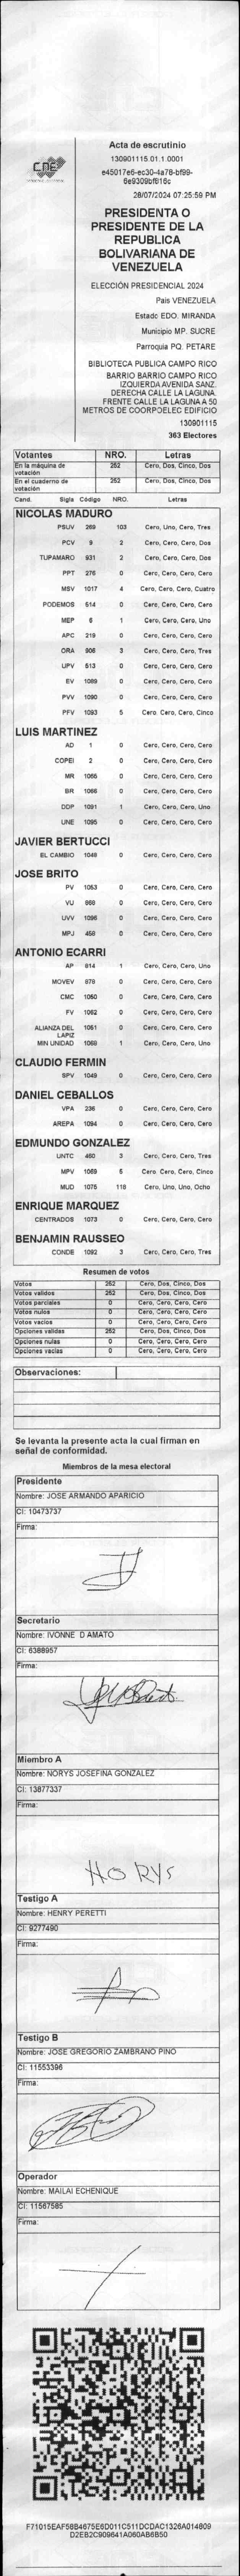 CNE
Acta de escrutinio
130901115.01.1.0001
e45017e6-ec30-4a78-bf99-
6e9309bf816c
28/07/2024 07:25:59 PM
PRESIDENTA O
PRESIDENTE DE LA
REPUBLICA
BOLIVARIANA DE
VENEZUELA
ELECCIÓN PRESIDENCIAL 2024
Pais VENEZUELA
Estado EDO. MIRANDA
Municipio MP. SUCRE
Parroquia PQ. PETARE
BIBLIOTECA PUBLICA CAMPO RICO
BARRIO BARRIO CAMPO RICO
IZQUIERDA AVENIDA SANZ.
DERECHA CALLE LA LAGUNA.
FRENTE CALLE LA LAGUNA A 50
METROS DE COORPOELEC EDIFICIO
130901115
363 Electores
Votantes NRO. Letras
En la máquina de votación 252 Cero, Dos, Cinco, Dos
En el cuaderno de votación 252 Cero, Dos, Cinco, Dos
Cand. Sigla Código NRO. Letras
NICOLAS MADURO
PSUV 269 103 Cero, Uno, Cero, Tres
PCV 9 2 Cero, Cero, Cero, Dos
TUPAMARO 931 2 Cero, Cero, Cero, Dos
PPT 276 0 Cero, Cero, Cero, Cero
MSV 1017 4 Cero, Cero, Cero, Cuatro
PODEMOS 514 0 Cero, Cero, Cero, Cero
MEP 6 1 Cero, Cero, Cero, Uno
APC 219 0 Cero, Cero, Cero, Cero
ORA 906 3 Cero, Cero, Cero, Tres
UPV 513 0 Cero, Cero, Cero, Cero
EV 1089 0 Cero, Cero, Cero, Cero
PVV 1090 0 Cero, Cero, Cero, Cero
PFV 1093 5 Cero, Cero, Cero, Cinco
LUIS MARTINEZ
AD 1 0 Cero, Cero, Cero, Cero
COPEI 2 0 Cero, Cero, Cero, Cero
MR 1055 0 Cero, Cero, Cero, Cero
BR 1066 0 Cero, Cero, Cero, Cero
DDP 1091 1 Cero, Cero, Cero, Uno
UNE 1095 0 Cero, Cero, Cero, Cero
JAVIER BERTUCCI
EL CAMBIO 1048 0 Cero, Cero, Cero, Cero
JOSE BRITO
PV 1053 0 Cero, Cero, Cero, Cero
VU 868 0 Cero, Cero, Cero, Cero
UVV 1096 0 Cero, Cero, Cero, Cero
MPJ 458 0 Cero, Cero, Cero, Cero
ANTONIO ECARRI
AP 814 1 Cero, Cero, Cero, Uno
MOVEV 878 0 Cero, Cero, Cero, Cero
CMC 1050 0 Cero, Cero, Cero, Cero
FV 1052 0 Cero, Cero, Cero, Cero
ALIANZA DEL LAPIZ 1051 0 Cero, Cero, Cero, Cero
MIN UNIDAD 1068 1 Cero, Cero, Cero, Uno
CLAUDIO FERMIN
SPV 1049 0 Cero, Cero, Cero, Cero
DANIEL CEBALLOS
VPA 236 0 Cero, Cero, Cero, Cero
AREPA 1094 0 Cero, Cero, Cero, Cero
EDMUNDO GONZALEZ
UNTC 460 3 Cero, Cero, Cero, Tres
MPV 1069 5 Cero, Cero, Cero, Cinco
MUD 1075 118 Cero, Uno, Uno, Ocho
ENRIQUE MARQUEZ
CENTRADOS 1073 0 Cero, Cero, Cero, Cero
BENJAMIN RAUSSEO
CONDE 1092 3 Cero, Cero, Cero, Tres
Resumen de votos
Votos 252 Cero, Dos, Cinco, Dos
Votos validos 252 Cero, Dos, Cinco, Dos
Votos parciales 0 Cero, Cero, Cero, Cero
Votos nulos 0 Cero, Cero, Cero, Cero
Votos vacios 0 Cero, Cero, Cero, Cero
Opciones validas 252 Cero, Dos, Cinco, Dos
Opciones nulas 0 Cero, Cero, Cero, Cero
Opciones vacias 0 Cero, Cero, Cero, Cero
Observaciones:
Se levanta la presente acta la cual firman en
señal de conformidad.
Miembros de la mesa electoral
Presidente
Nombre: JOSE ARMANDO APARICIO
CI: 10473737
Firma:
Secretario
Nombre: IVONNE D AMATO
CI: 6388957
Firma:
Miembro A
Nombre: NORYS JOSEFINA GONZALEZ
CI: 13877337
Firma:
NORYS
Testigo A
Nombre: HENRY PERETTI
CI: 9277490
Firma:
Testigo B
Nombre: JOSE GREGORIO ZAMBRANO PINO
CI: 11553396
Firma:
Operador
Nombre: MAILAI ECHENIQUE
CI: 11567585
Firma:
F71015EAF58B4675E6D011C511DCDAC1326A014809
D2EB2C909641A060AB6B50